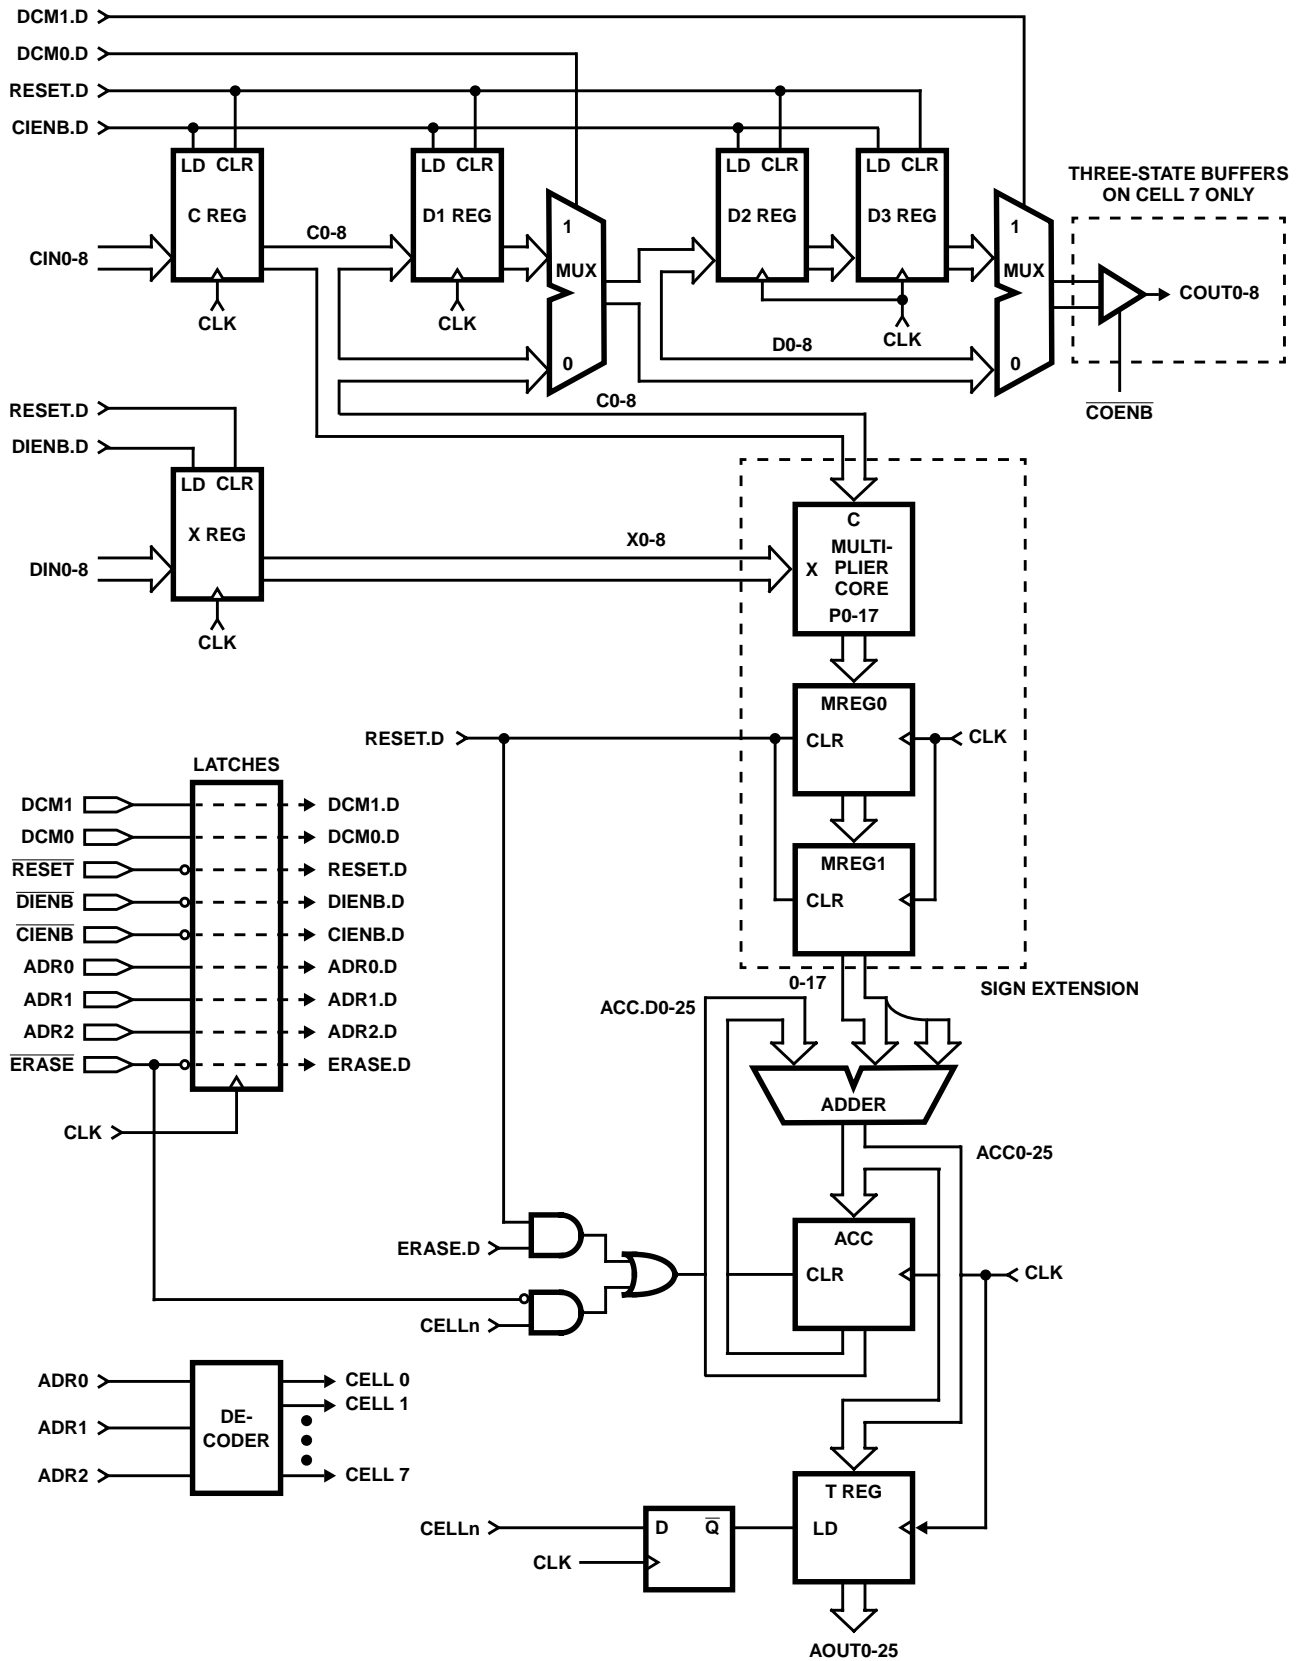 DCM1.D
DCM0.D
RESET.D
CIENB.D
LD CLR
C REG
CLK
CIN0-8
C0-8
LD CLR
D1 REG
CLK
1
MUX
0
LD CLR
D2 REG
LD CLR
D3 REG
CLK
D0-8
1
MUX
0
THREE-STATE BUFFERS
ON CELL 7 ONLY
COUT0-8
COENB
C0-8
RESET.D
DIENB.D
LD CLR
X REG
DIN0-8
CLK
X0-8
C
X
MULTI-
PLIER
CORE
P0-17
MREG0
CLR
CLK
RESET.D
MREG1
CLR
0-17
SIGN EXTENSION
LATCHES
DCM1
DCM1.D
DCM0
DCM0.D
RESET
RESET.D
DIENB
DIENB.D
CIENB
CIENB.D
ADR0
ADR0.D
ADR1
ADR1.D
ADR2
ADR2.D
ERASE
ERASE.D
CLK
ACC.D0-25
ADDER
ACC0-25
ACC
CLR
CLK
ERASE.D
CELLn
ADR0
ADR1
ADR2
DE-
CODER
CELL 0
CELL 1
CELL 7
T REG
LD
CELLn
D Q
CLK
AOUT0-25